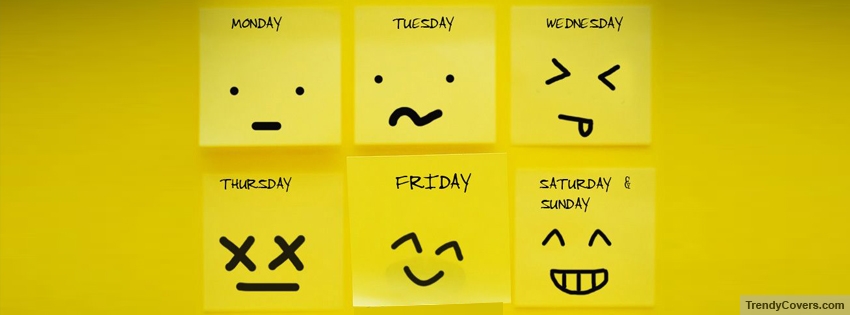 MONDAY
TUESDAY
WEDNESDAY
THURSDAY
FRIDAY
SATURDAY &
SUNDAY
TrendyCovers.com